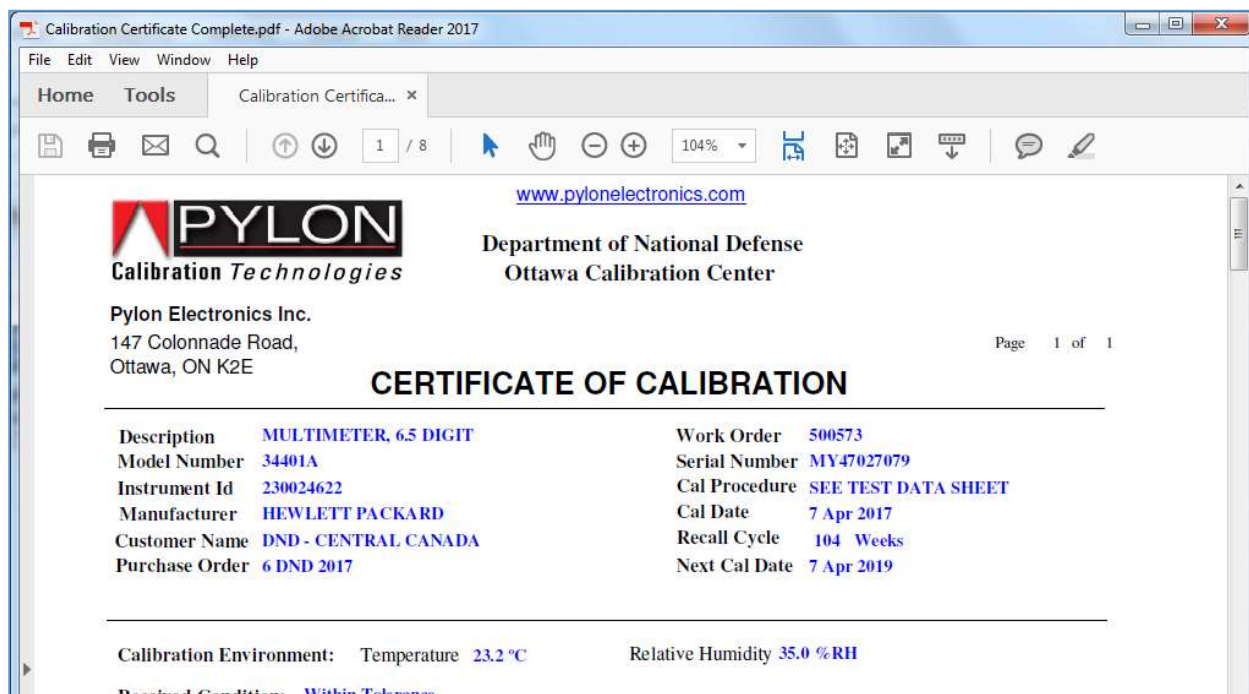 Calibration Certificate Complete.pdf - Adobe Acrobat Reader 2017
File Edit View Window Help
Home Tools Calibration Certifica... ×
1 / 8 104%
www.pylonelectronics.com
PYLON
Calibration Technologies
Department of National Defense
Ottawa Calibration Center
Pylon Electronics Inc.
147 Colonnade Road,
Ottawa, ON K2E
Page 1 of 1
CERTIFICATE OF CALIBRATION
Description MULTIMETER, 6.5 DIGIT Work Order 500573
Model Number 34401A Serial Number MY47027079
Instrument Id 230024622 Cal Procedure SEE TEST DATA SHEET
Manufacturer HEWLETT PACKARD Cal Date 7 Apr 2017
Customer Name DND - CENTRAL CANADA Recall Cycle 104 Weeks
Purchase Order 6 DND 2017 Next Cal Date 7 Apr 2019
Calibration Environment: Temperature 23.2 °C Relative Humidity 35.0 %RH
Received Condition: Within Tolerance